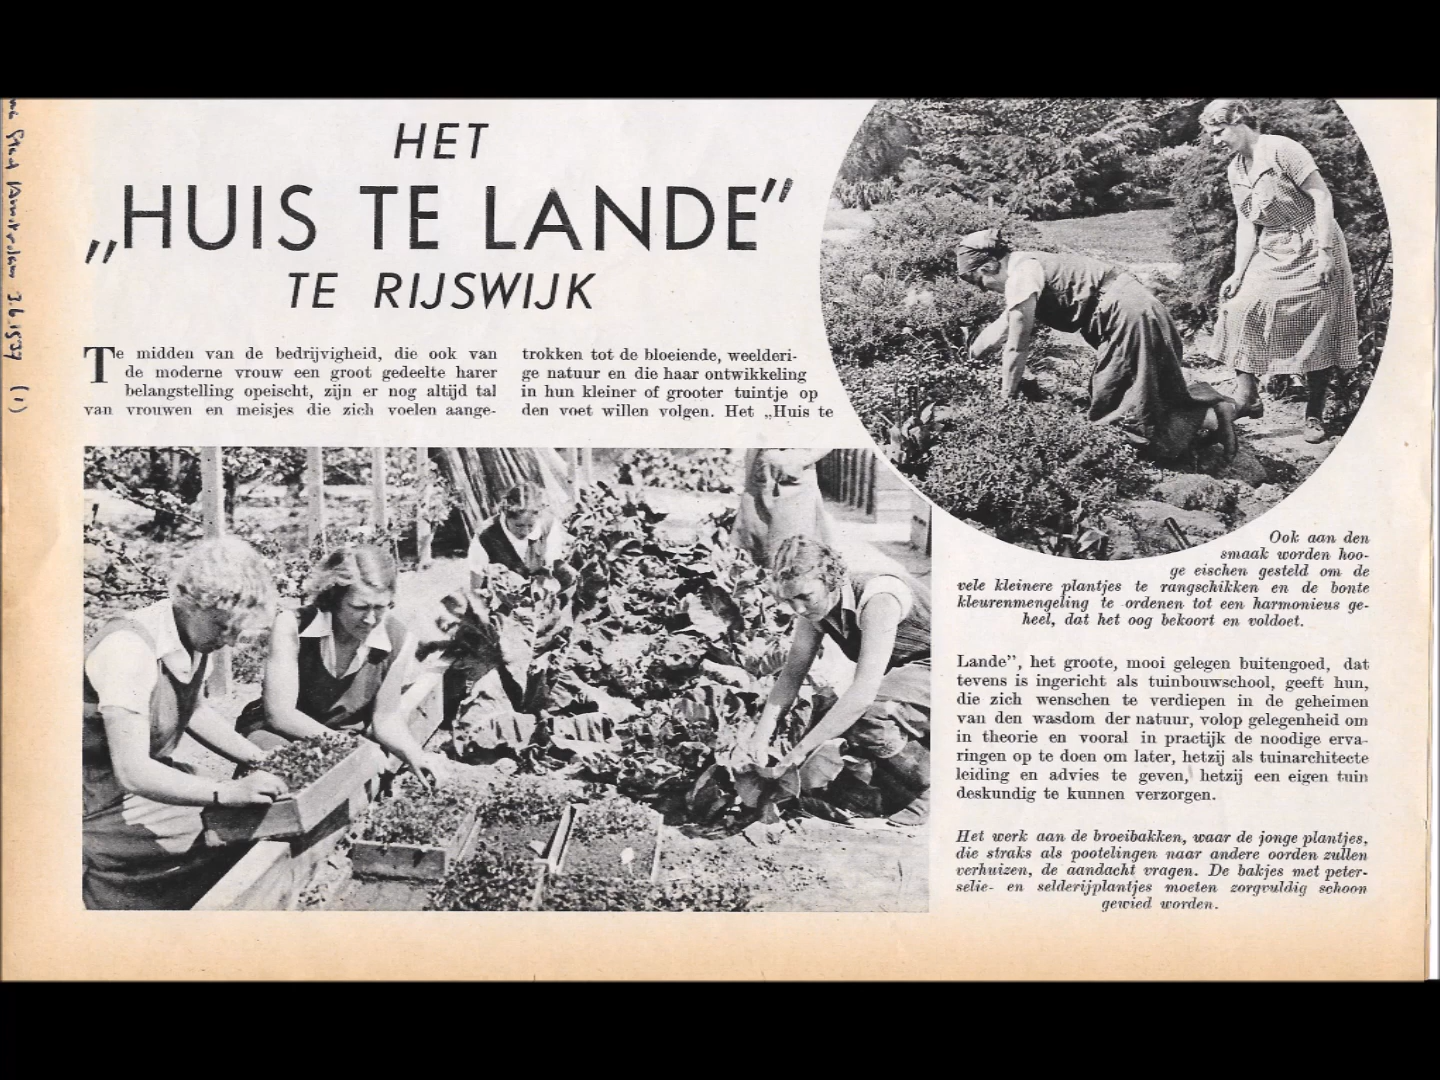 HET
„HUIS TE LANDE”
TE RIJSWIJK
Te midden van de bedrijvigheid, die ook van
de moderne vrouw een groot gedeelte harer
belangstelling opeischt, zijn er nog altijd tal
van vrouwen en meisjes die zich voelen aange-
trokken tot de bloeiende, weelderi-
ge natuur en die haar ontwikkeling
in hun kleiner of grooter tuintje op
den voet willen volgen. Het „Huis te
Ook aan den
smaak worden hoo-
ge eischen gesteld om de
vele kleinere plantjes te rangschikken en de bonte
kleurenmengeling te ordenen tot een harmonieus ge-
heel, dat het oog bekoort en voldoet.
Lande”, het groote, mooi gelegen buitengoed, dat
tevens is ingericht als tuinbouwschool, geeft hun,
die zich wenschen te verdiepen in de geheimen
van den wasdom der natuur, volop gelegenheid om
in theorie en vooral in practijk de noodige erva-
ringen op te doen om later, hetzij als tuinarchitecte
leiding en advies te geven, hetzij een eigen tuin
deskundig te kunnen verzorgen.
Het werk aan de broeibakken, waar de jonge plantjes,
die straks als pootelingen naar andere oorden zullen
verhuizen, de aandacht vragen. De bakjes met peter-
selie- en selderijplantjes moeten zorgvuldig schoon
gewied worden.
Amsterdam 3.6.1937 (1)